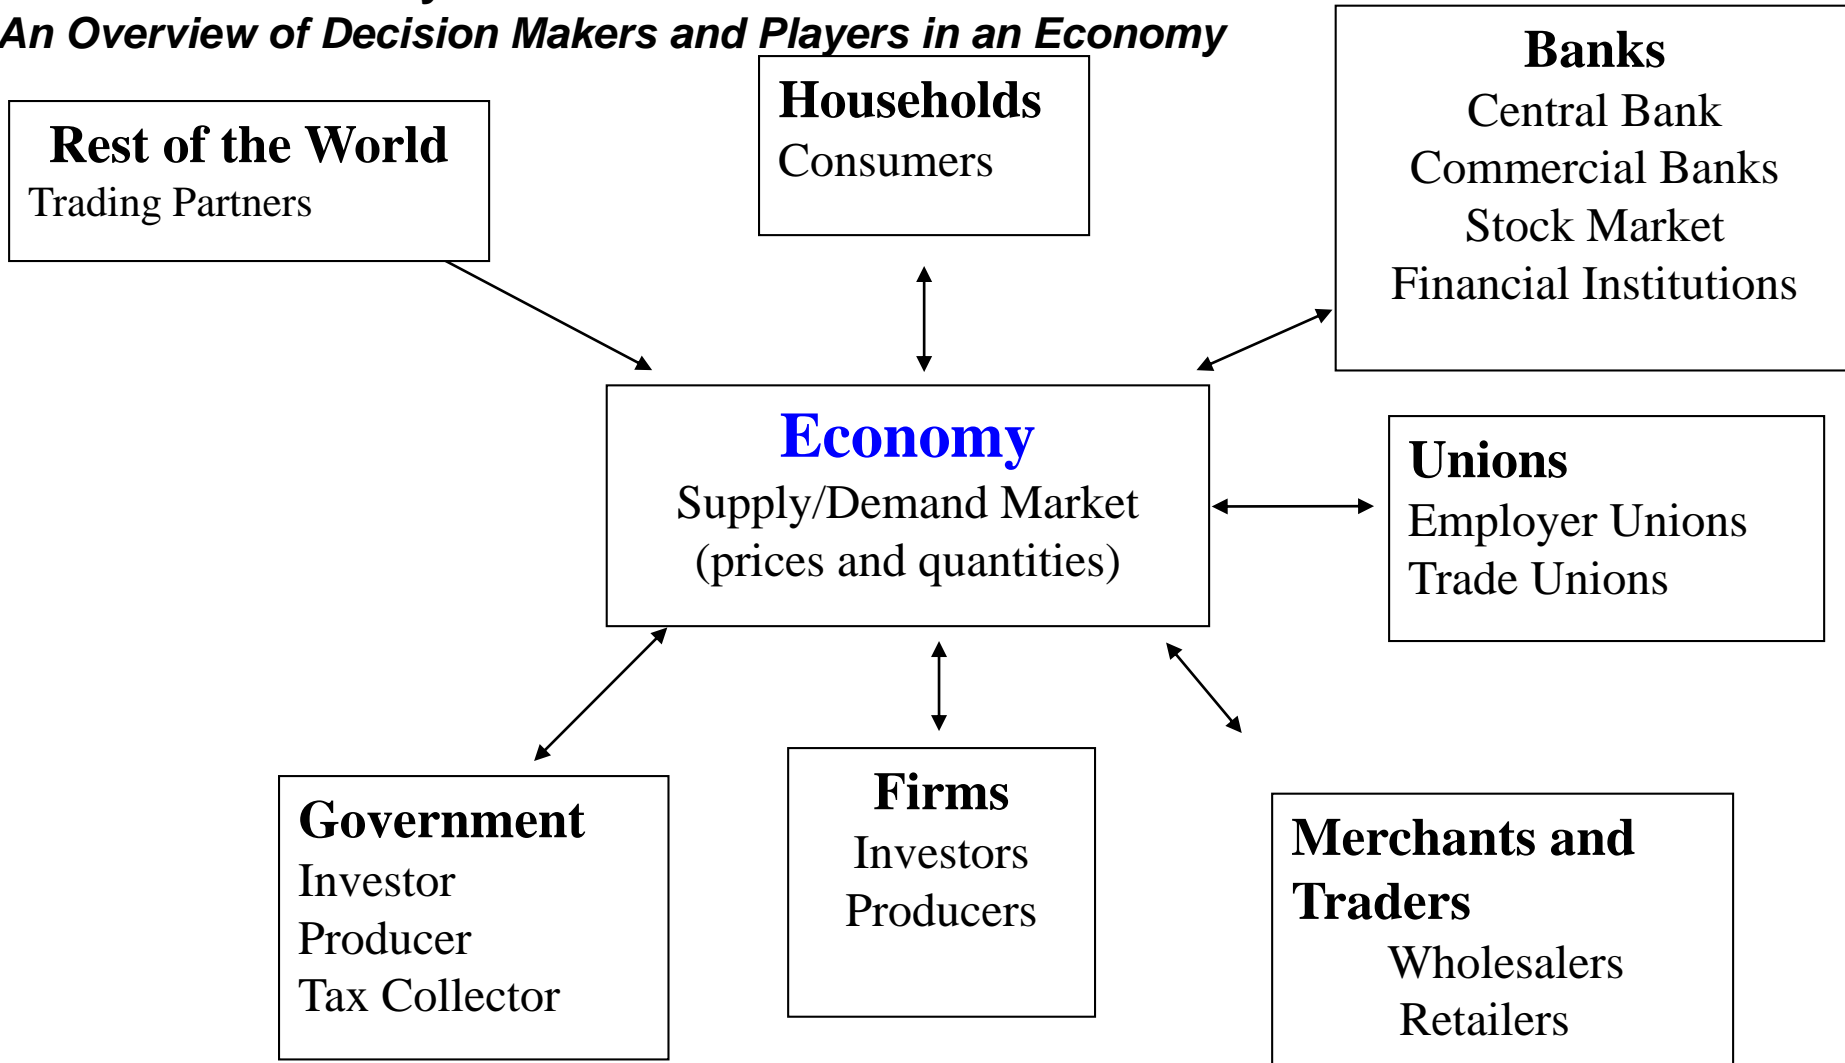 An Overview of Decision Makers and Players in an Economy
Rest of the World
Trading Partners
Households
Consumers
Banks
Central Bank
Commercial Banks
Stock Market
Financial Institutions
Economy
Supply/Demand Market
(prices and quantities)
Unions
Employer Unions
Trade Unions
Government
Investor
Producer
Tax Collector
Firms
Investors
Producers
Merchants and
Traders
Wholesalers
Retailers